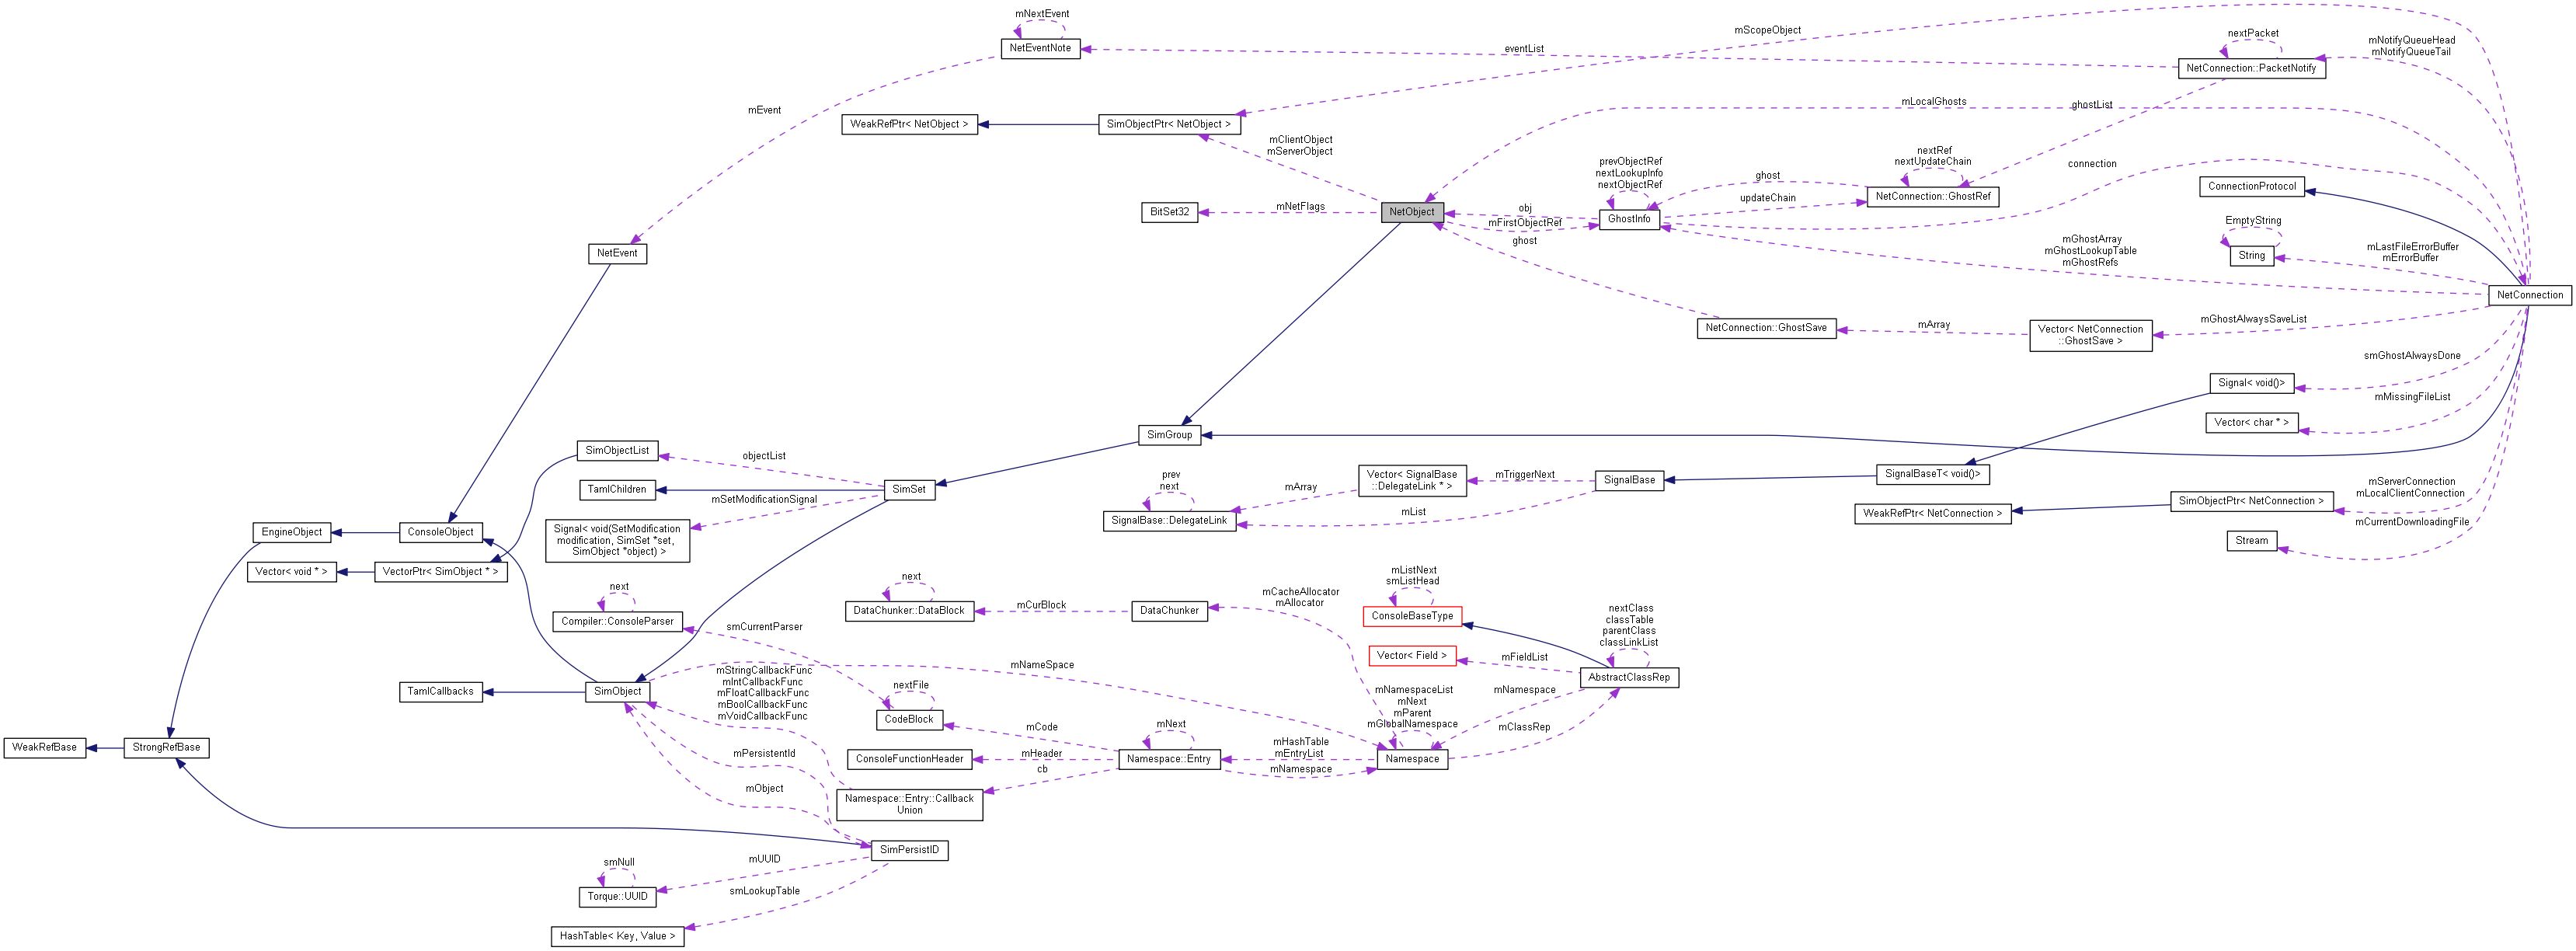 mNextEvent
NetEventNote
mEvent
NetEvent
mScopeObject
eventList
nextPacket
NetConnection::PacketNotify
mNotifyQueueHead
mNotifyQueueTail
WeakRefPtr< NetObject >
SimObjectPtr< NetObject >
mClientObject
mServerObject
mLocalGhosts
ghostList
BitSet32
mNetFlags
NetObject
obj
mFirstObjectRef
ghost
prevObjectRef
nextLookupInfo
nextObjectRef
GhostInfo
ghost
updateChain
nextRef
nextUpdateChain
NetConnection::GhostRef
connection
mGhostArray
mGhostLookupTable
mGhostRefs
ConnectionProtocol
EmptyString
String
mLastFileErrorBuffer
mErrorBuffer
NetConnection
NetConnection::GhostSave
mArray
Vector< NetConnection
::GhostSave >
mGhostAlwaysSaveList
smGhostAlwaysDone
Signal< void()>
mMissingFileList
Vector< char * >
SimGroup
SignalBaseT< void()>
SignalBase
mTriggerNext
mList
Vector< SignalBase
::DelegateLink * >
mArray
prev
next
SignalBase::DelegateLink
mServerConnection
mLocalClientConnection
SimObjectPtr< NetConnection >
WeakRefPtr< NetConnection >
mCurrentDownloadingFile
Stream
SimObjectList
objectList
TamlChildren
SimSet
mSetModificationSignal
Signal< void(SetModification
modification, SimSet *set,
SimObject *object) >
EngineObject
ConsoleObject
Vector< void * >
VectorPtr< SimObject * >
next
Compiler::ConsoleParser
smCurrentParser
next
DataChunker::DataBlock
mCurBlock
DataChunker
mCacheAllocator
mAllocator
mListNext
smListHead
ConsoleBaseType
Vector< Field >
mFieldList
nextClass
classTable
parentClass
classLinkList
AbstractClassRep
mNamespace
mClassRep
TamlCallbacks
SimObject
mNameSpace
mStringCallbackFunc
mIntCallbackFunc
mFloatCallbackFunc
mBoolCallbackFunc
mVoidCallbackFunc
nextFile
CodeBlock
mCode
ConsoleFunctionHeader
mHeader
cb
mNext
Namespace::Entry
mHashTable
mEntryList
mNamespace
mNamespaceList
mNext
mParent
mGlobalNamespace
Namespace
Namespace::Entry::Callback
Union
WeakRefBase
StrongRefBase
mPersistentId
mObject
SimPersistID
mUUID
smNull
Torque::UUID
smLookupTable
HashTable< Key, Value >